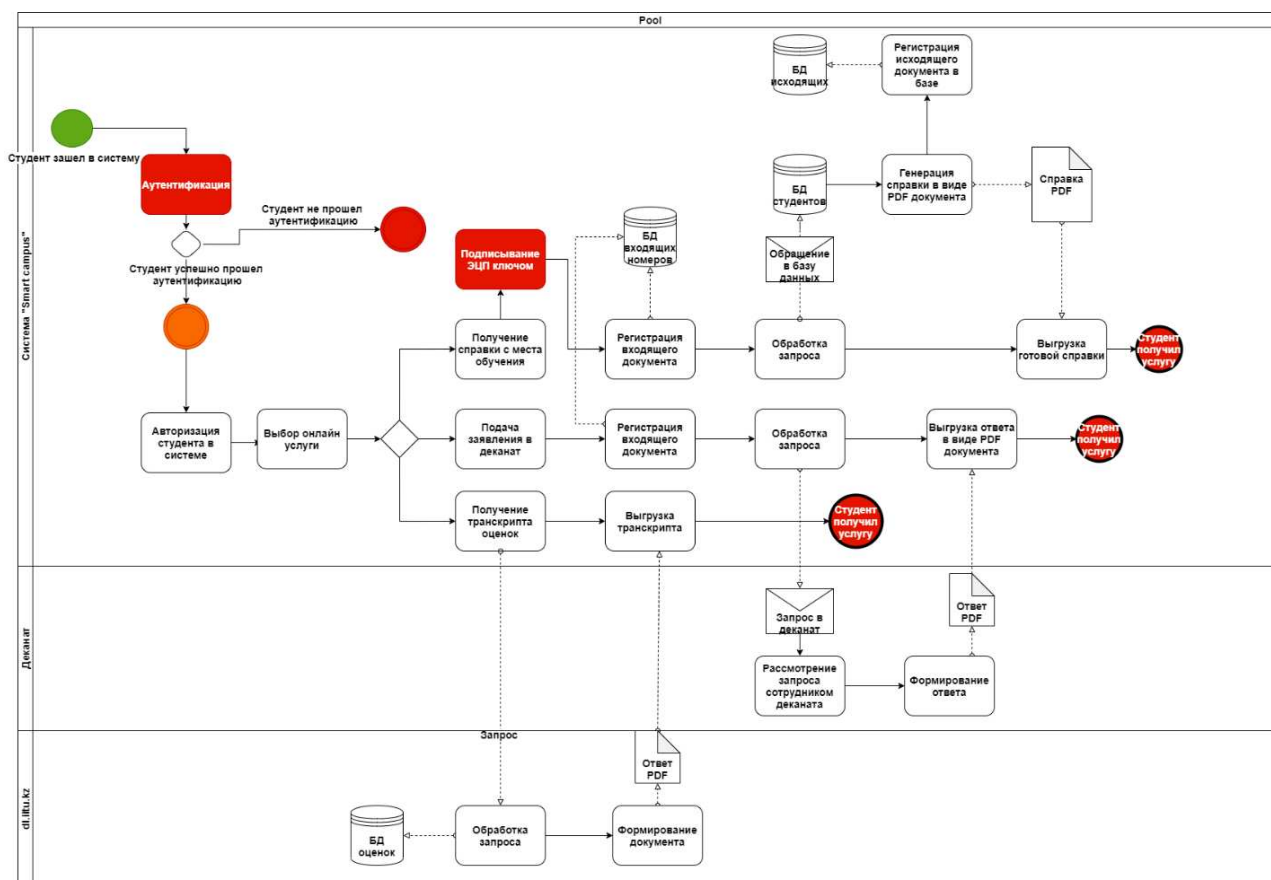 Pool
Система "Smart campus"
Студент зашел в систему
Аутентификация
Студент не прошел
аутентификацию
Студент успешно прошел
аутентификацию
Авторизация
студента в
системе
Выбор онлайн
услуги
Подписывание
ЭЦП ключом
Получение
справки с места
обучения
Подача
заявления в
деканат
Получение
транскрипта
оценок
БД
входящих
номеров
Регистрация
входящего
документа
Регистрация
входящего
документа
Выгрузка
транскрипта
БД
исходящих
Регистрация
исходящего
документа в
базе
БД
студентов
Генерация
справки в виде
PDF документа
Справка
PDF
Обращение
в базу
данных
Обработка
запроса
Выгрузка
готовой справки
Студент
получил
услугу
Обработка
запроса
Выгрузка ответа
в виде PDF
документа
Студент
получил
услугу
Студент
получил
услугу
Деканат
Запрос в
деканат
Рассмотрение
запроса
сотрудником
деканата
Формирование
ответа
Ответ
PDF
dl.iitu.kz
Запрос
БД
оценок
Обработка
запроса
Формирование
документа
Ответ
PDF